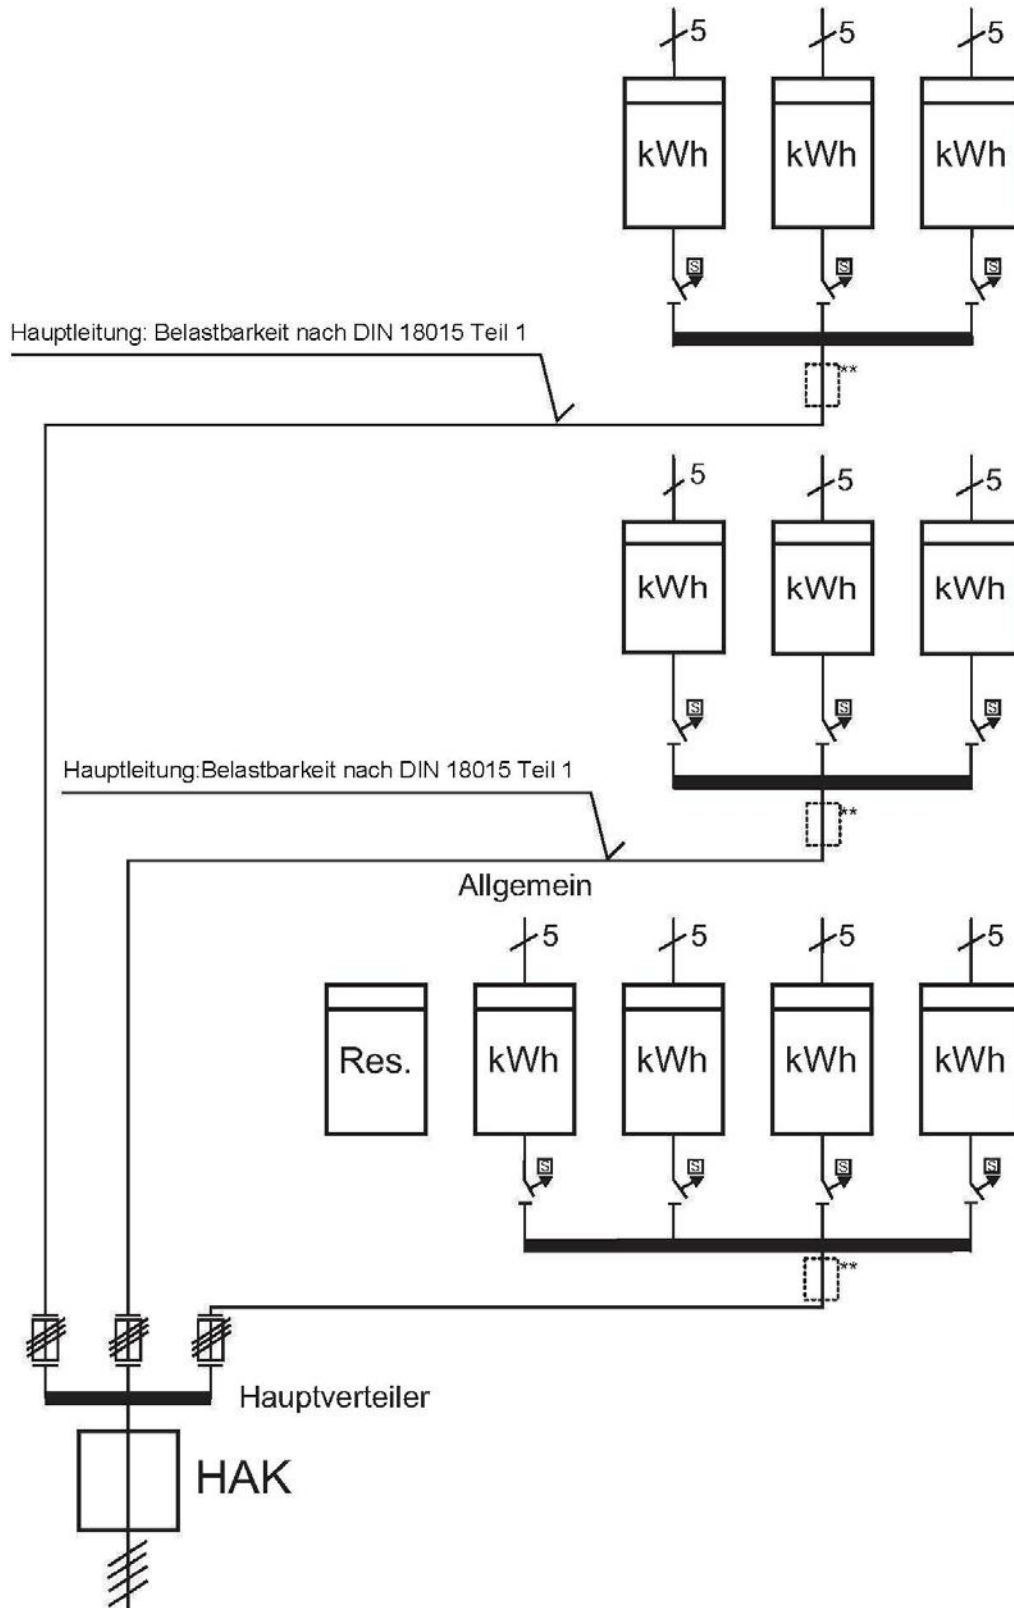 5 5 5
kWh kWh kWh
S S S
Hauptleitung: Belastbarkeit nach DIN 18015 Teil 1
**
5 5 5
kWh kWh kWh
S S S
Hauptleitung:Belastbarkeit nach DIN 18015 Teil 1
**
Allgemein
5 5 5 5
Res. kWh kWh kWh kWh
S S S S
**
Hauptverteiler
HAK